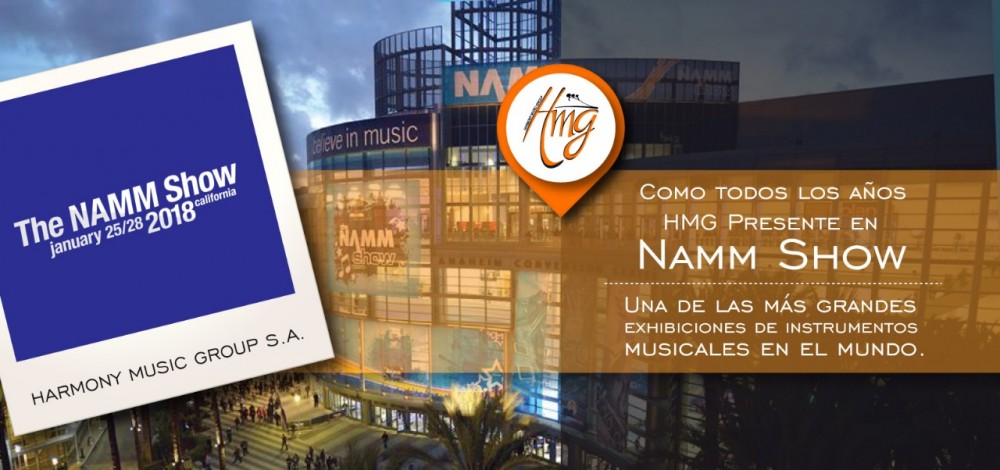 The NAMM Show
california
january 25/28 2018
HARMONY MUSIC GROUP S.A.
believe in music
NAMM
NAMM
NAMM
show
ANAHEIM CONVENTION
Hmg
COMO TODOS LOS AÑOS
HMG PRESENTE EN
NAMM SHOW
UNA DE LAS MÁS GRANDES
EXHIBICIONES DE INSTRUMENTOS
MUSICALES EN EL MUNDO.